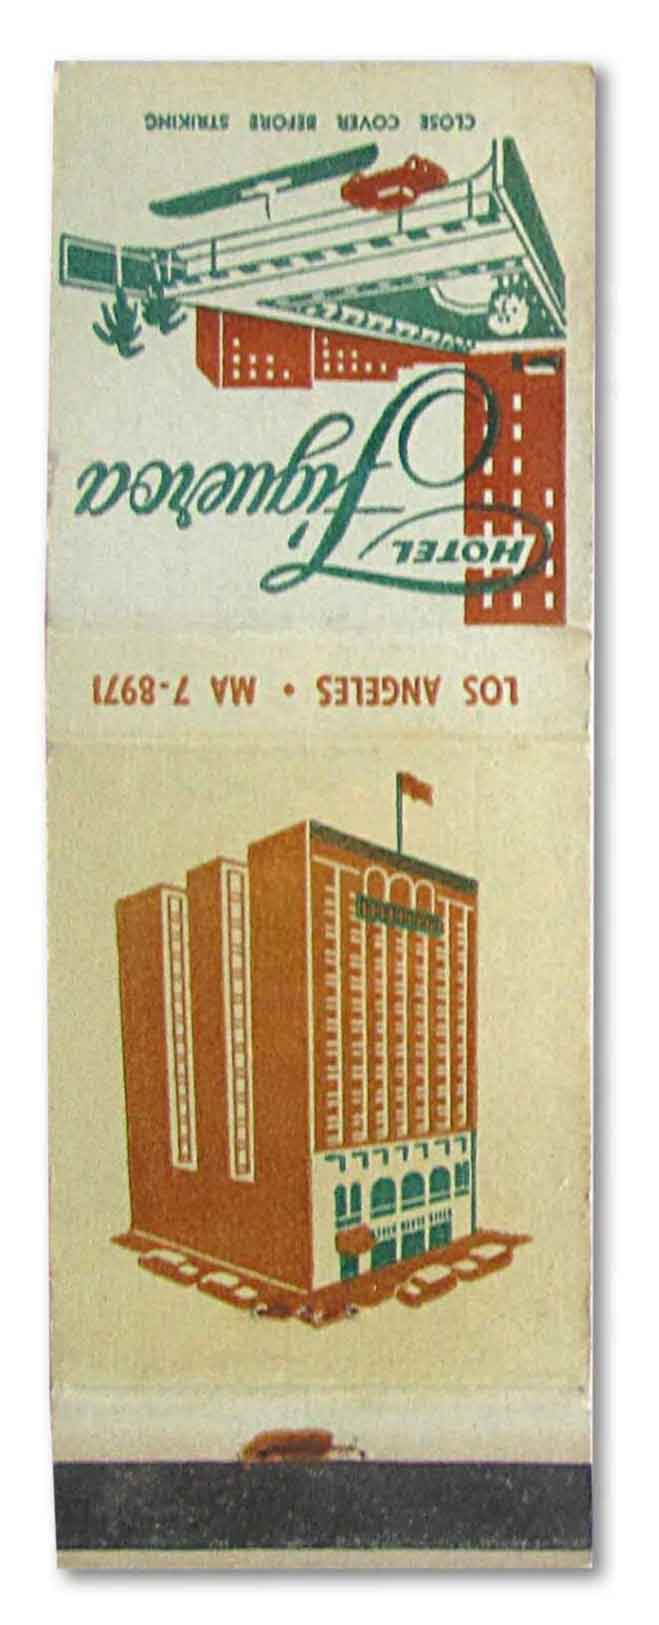 HOTEL
Figueroa
CLOSE COVER BEFORE STRIKING
LOS ANGELES • MA 7-8971